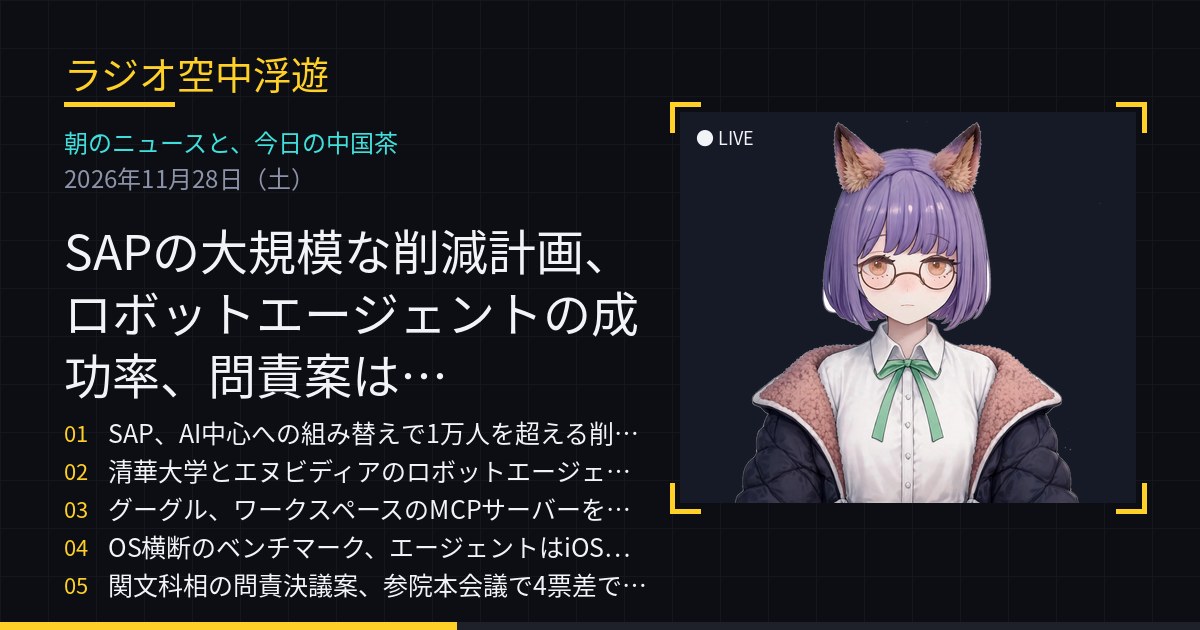 ラジオ空中浮遊
朝のニュースと、今日の中国茶
2026年11月28日（土）
SAPの大規模な削減計画、
ロボットエージェントの成
功率、問責案は…
01 SAP、AI中心への組み替えで1万人を超える削…
02 清華大学とエヌビディアのロボットエージェ…
03 グーグル、ワークスペースのMCPサーバーを…
04 OS横断のベンチマーク、エージェントはiOS…
05 関文科相の問責決議案、参院本会議で4票差で…
LIVE